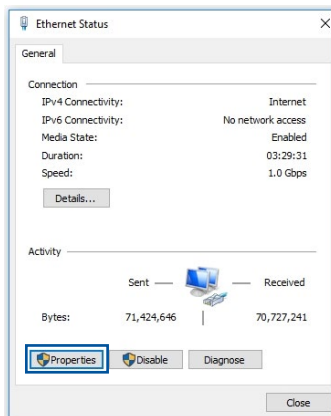 Ethernet Status
General
Connection
IPv4 Connectivity: Internet
IPv6 Connectivity: No network access
Media State: Enabled
Duration: 03:29:31
Speed: 1.0 Gbps
Details...
Activity
Sent Received
Bytes: 71,424,646 70,727,241
Properties Disable Diagnose
Close